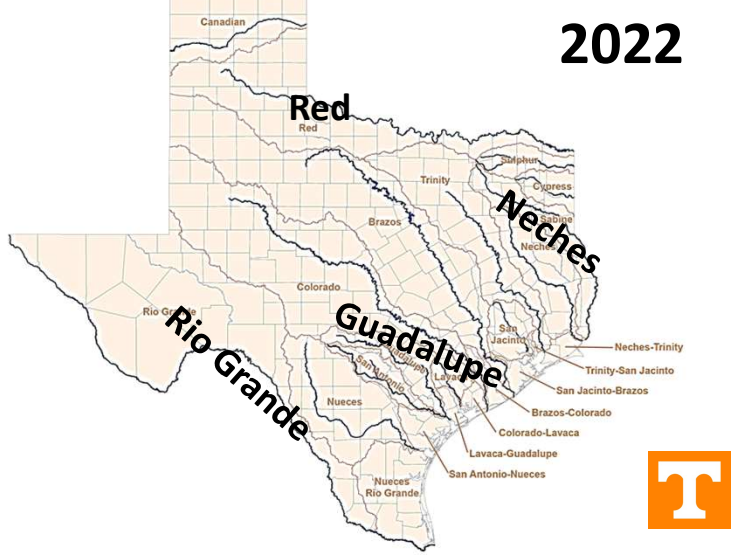 2022
Canadian
Red
Red
Sulphur
Cypress
Trinity
Sabine
Neches
Neches
Brazos
Colorado
Rio Grande
Rio Grande
Guadalupe
Guadalupe
San
Jacinto
San Antonio
Lavaca
Nueces
Nueces
Rio Grande
Neches-Trinity
Trinity-San Jacinto
San Jacinto-Brazos
Brazos-Colorado
Colorado-Lavaca
Lavaca-Guadalupe
San Antonio-Nueces
T